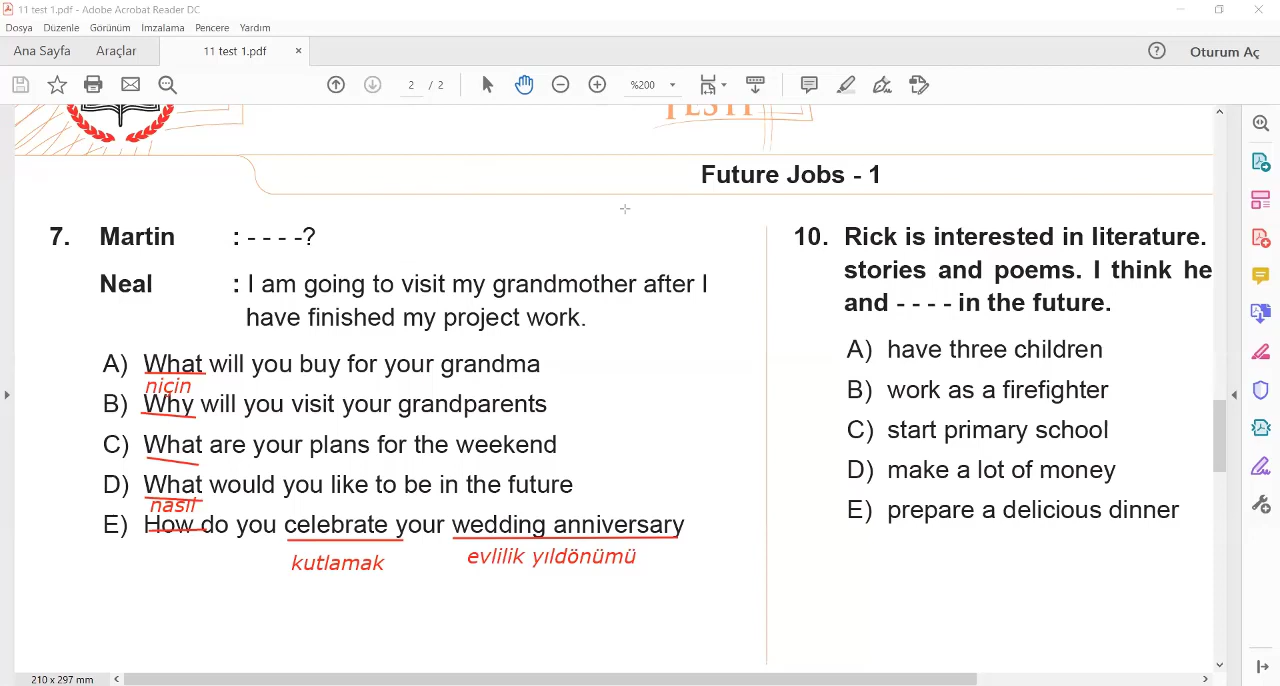 11 test 1.pdf - Adobe Acrobat Reader DC
Dosya Düzenle Görünüm Imzalama Pencere Yardım
Ana Sayfa Araçlar 11 test 1.pdf × Oturum Aç
2 / 2 %200
TESTİ
Future Jobs - 1
7. Martin : - - - -?
Neal : I am going to visit my grandmother after I
have finished my project work.
A) What will you buy for your grandma
niçin
B) Why will you visit your grandparents
C) What are your plans for the weekend
D) What would you like to be in the future
nasıl
E) How do you celebrate your wedding anniversary
kutlamak evlilik yıldönümü
10. Rick is interested in literature.
stories and poems. I think he
and - - - - in the future.
A) have three children
B) work as a firefighter
C) start primary school
D) make a lot of money
E) prepare a delicious dinner
210 x 297 mm